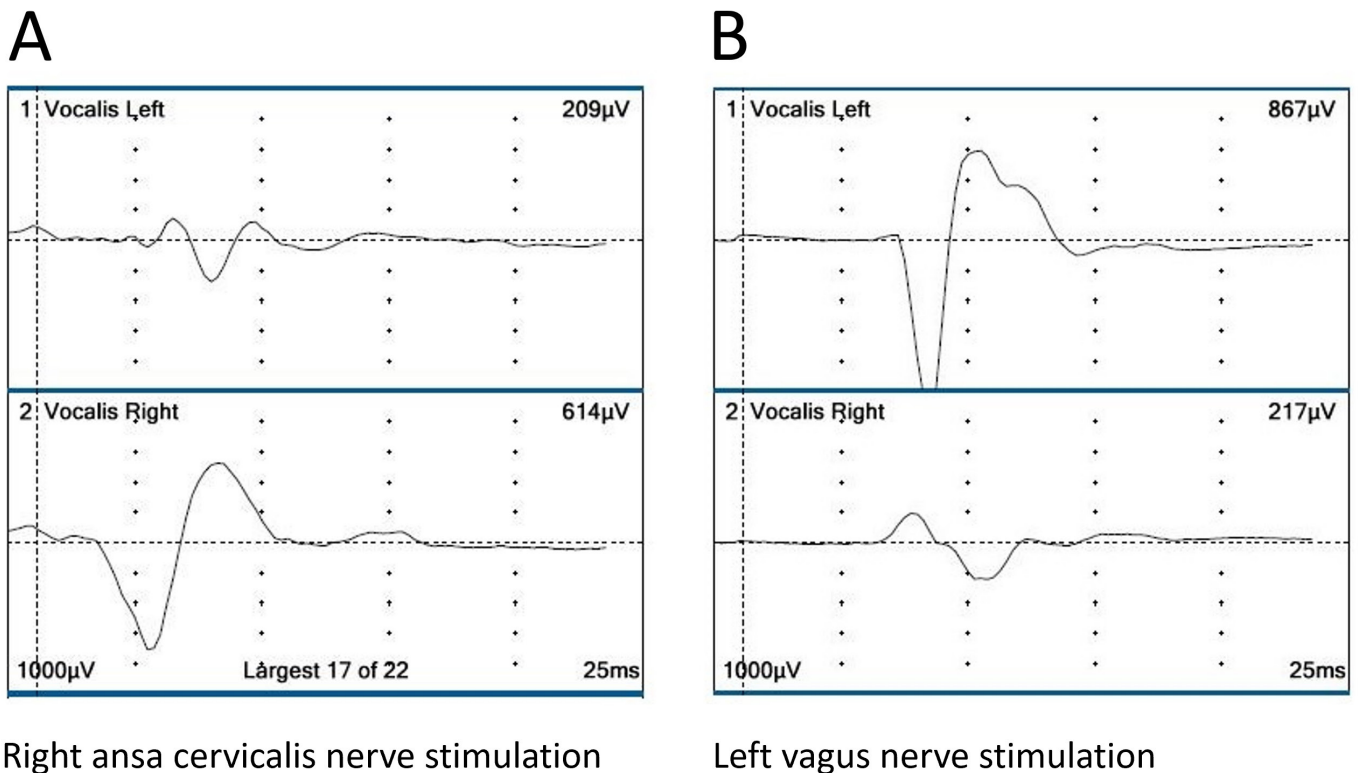 A
B
1 Vocalis Left 209µV
2 Vocalis Right 614µV
1000µV Largest 17 of 22 25ms
1 Vocalis Left 867µV
2 Vocalis Right 217µV
1000µV 25ms
Right ansa cervicalis nerve stimulation
Left vagus nerve stimulation